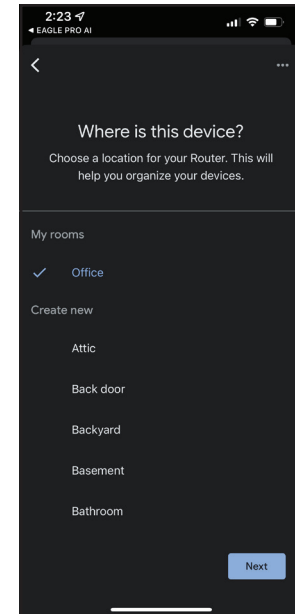 2:23
◀ EAGLE PRO AI
Where is this device?
Choose a location for your Router. This will
help you organize your devices.
My rooms
Office
Create new
Attic
Back door
Backyard
Basement
Bathroom
Next